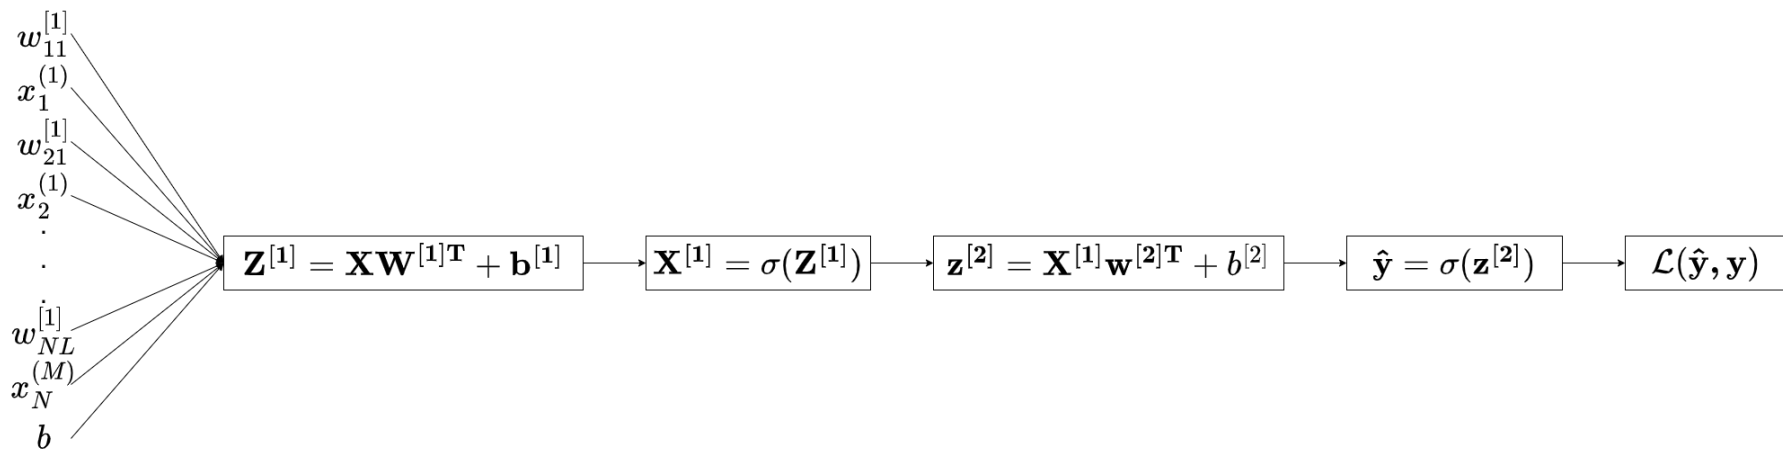 w_{11}^{[1]}
x_1^{(1)}
w_{21}^{[1]}
x_2^{(1)}
.
.
.
w_{NL}^{[1]}
x_N^{(M)}
b
Z^{[1]} = XW^{[1]T} + b^{[1]}
X^{[1]} = σ(Z^{[1]})
z^{[2]} = X^{[1]}w^{[2]T} + b^{[2]}
ŷ = σ(z^{[2]})
ℒ(ŷ, y)